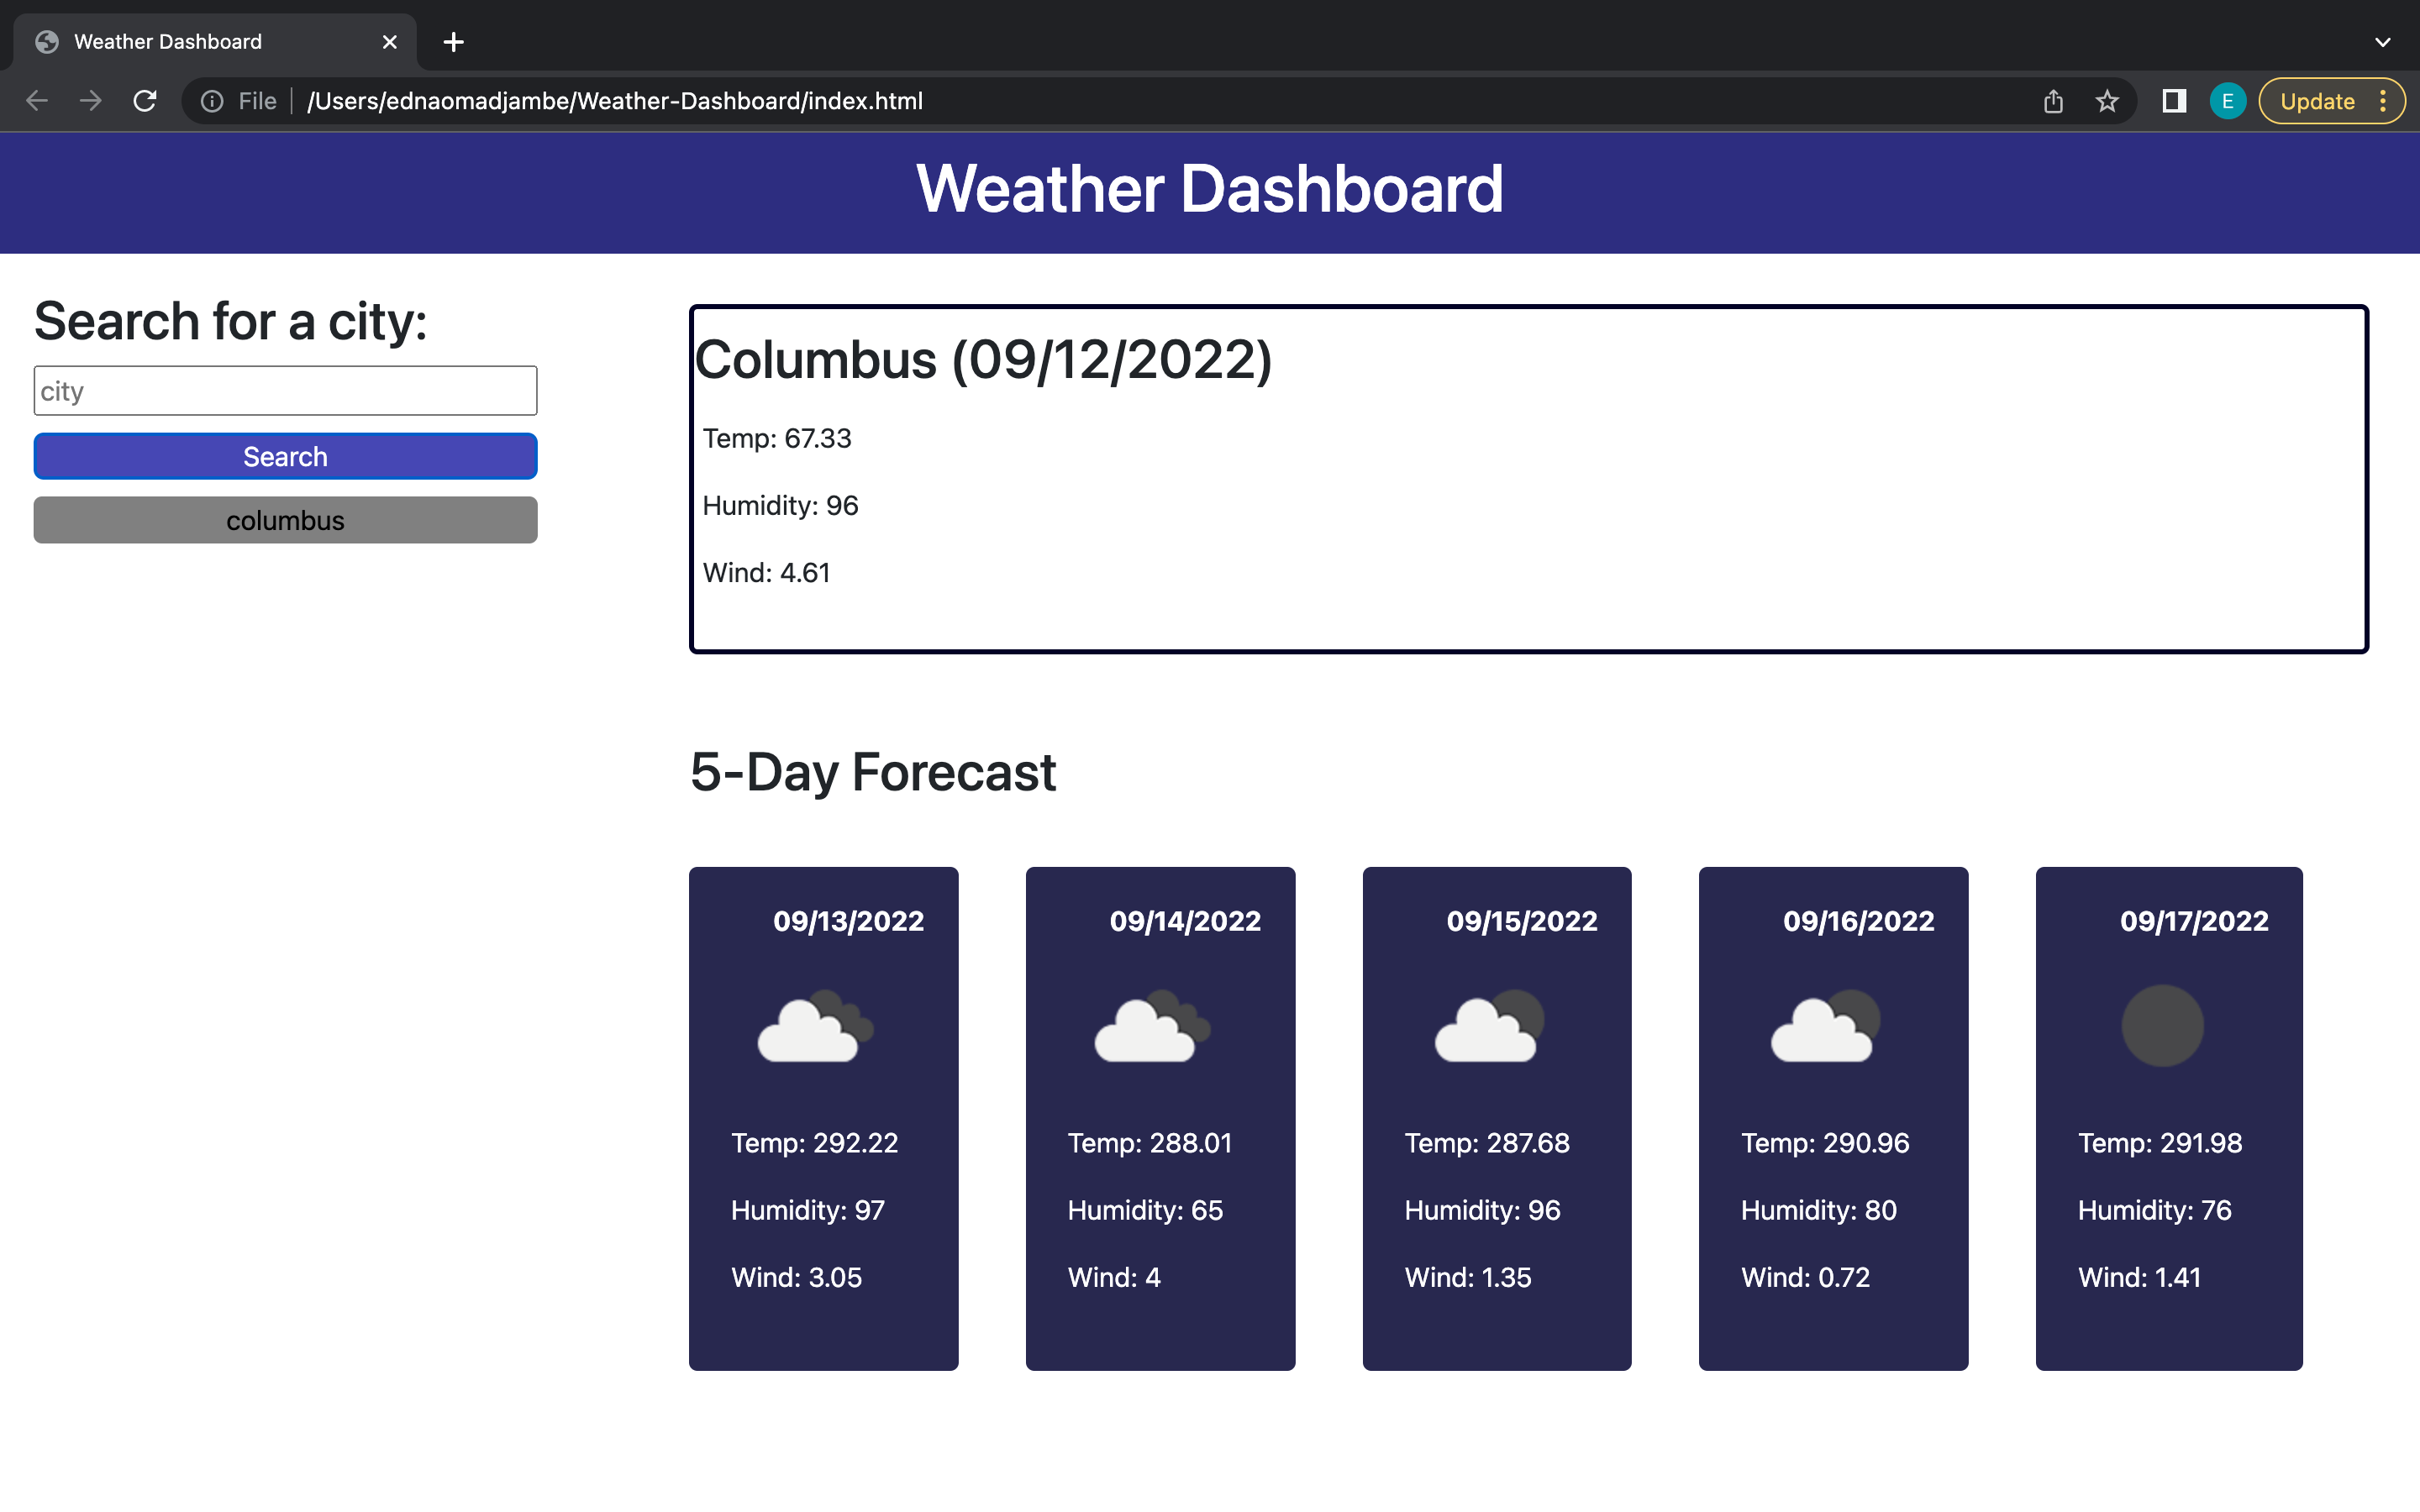 Weather Dashboard
File | /Users/ednaomadjambe/Weather-Dashboard/index.html
E
Update
Weather Dashboard
Search for a city:
city
Search
columbus
Columbus (09/12/2022)
Temp: 67.33
Humidity: 96
Wind: 4.61
5-Day Forecast
09/13/2022
Temp: 292.22
Humidity: 97
Wind: 3.05
09/14/2022
Temp: 288.01
Humidity: 65
Wind: 4
09/15/2022
Temp: 287.68
Humidity: 96
Wind: 1.35
09/16/2022
Temp: 290.96
Humidity: 80
Wind: 0.72
09/17/2022
Temp: 291.98
Humidity: 76
Wind: 1.41